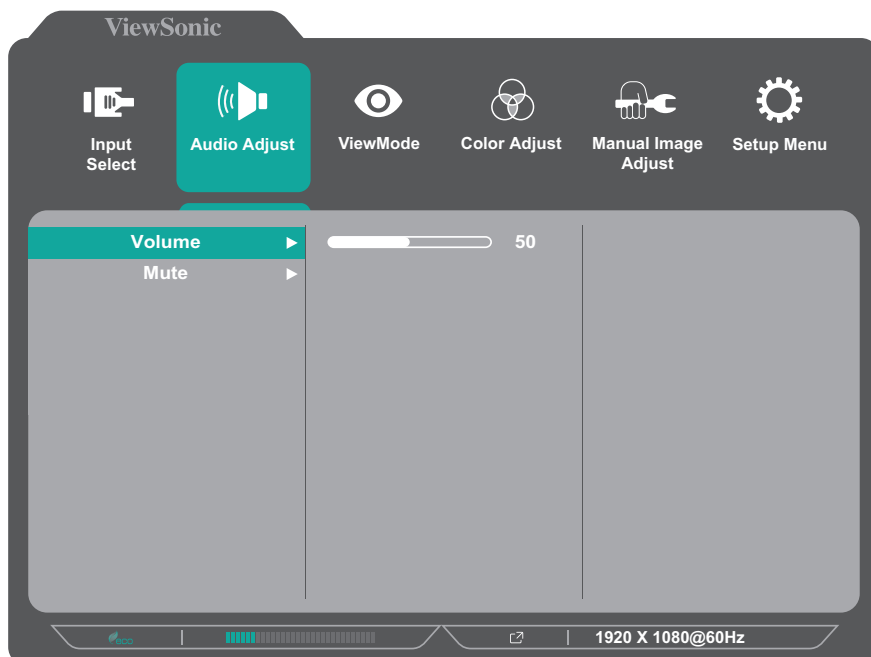 ViewSonic
Input
Select
Audio Adjust
ViewMode
Color Adjust
Manual Image
Adjust
Setup Menu
Volume
50
Mute
eco
1920 X 1080@60Hz